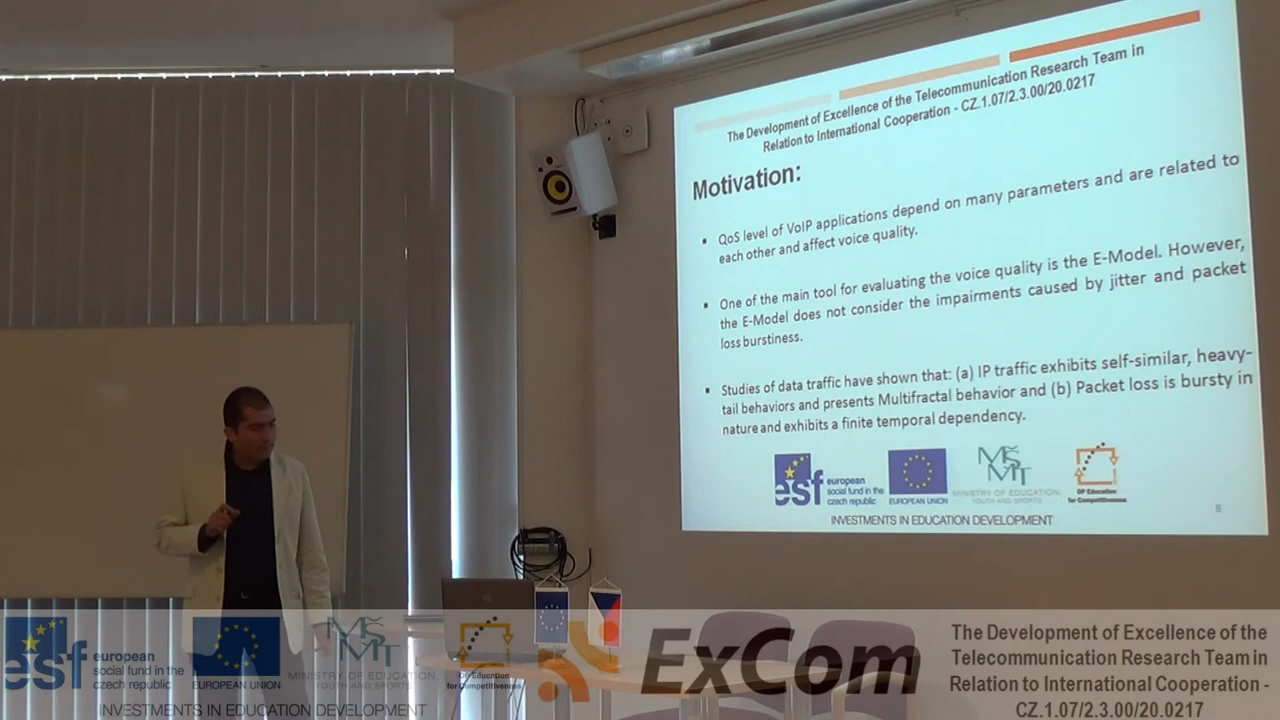 The Development of Excellence of the Telecommunication Research Team in
Relation to International Cooperation - CZ.1.07/2.3.00/20.0217
Motivation:
▪ QoS level of VoIP applications depend on many parameters and are related to
each other and affect voice quality.
▪ One of the main tool for evaluating the voice quality is the E-Model. However,
the E-Model does not consider the impairments caused by jitter and packet
loss burstiness.
▪ Studies of data traffic have shown that: (a) IP traffic exhibits self-similar, heavy-
tail behaviors and presents Multifractal behavior and (b) Packet loss is bursty in
nature and exhibits a finite temporal dependency.
esf
european
social fund in the
czech republic
EUROPEAN UNION
MŠ
MT
MINISTRY OF EDUCATION,
YOUTH AND SPORTS
OP Education
for Competitiveness
INVESTMENTS IN EDUCATION DEVELOPMENT
8
esf
european
social fund in the
czech republic
EUROPEAN UNION
MŠ
MT
MINISTRY OF EDUCATION,
YOUTH AND SPORTS
OP Education
for Competitiveness
INVESTMENTS IN EDUCATION DEVELOPMENT
ExCom
The Development of Excellence of the
Telecommunication Research Team in
Relation to International Cooperation -
CZ.1.07/2.3.00/20.0217